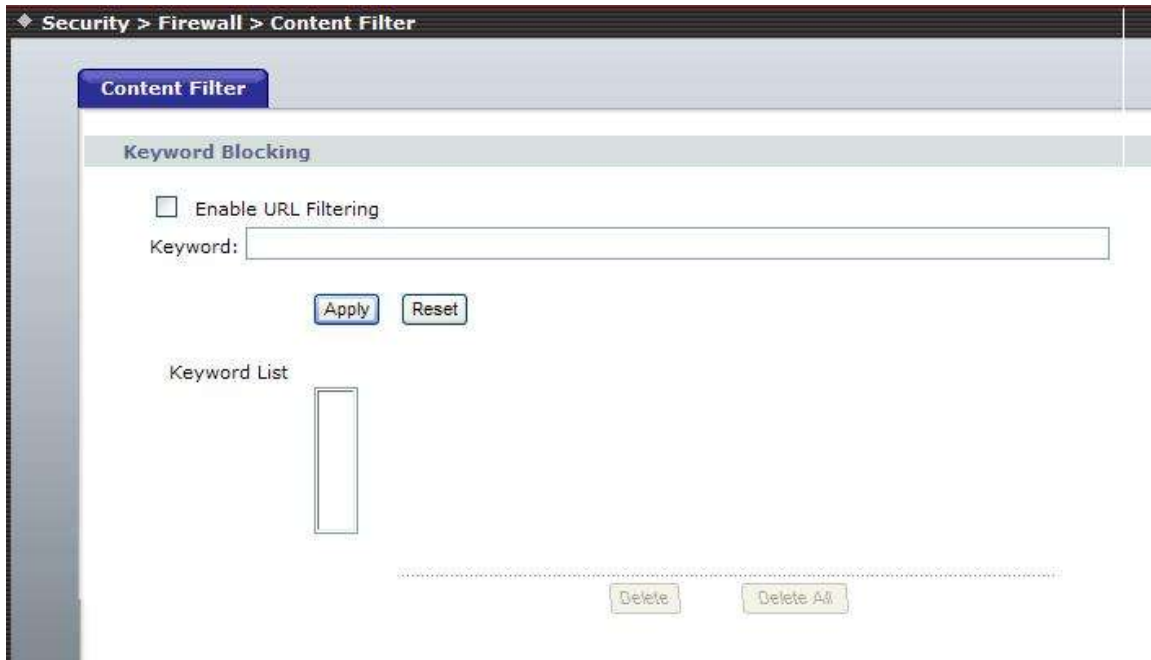 Security > Firewall > Content Filter
Content Filter
Keyword Blocking
Enable URL Filtering
Keyword:
Apply Reset
Keyword List
Delete Delete All